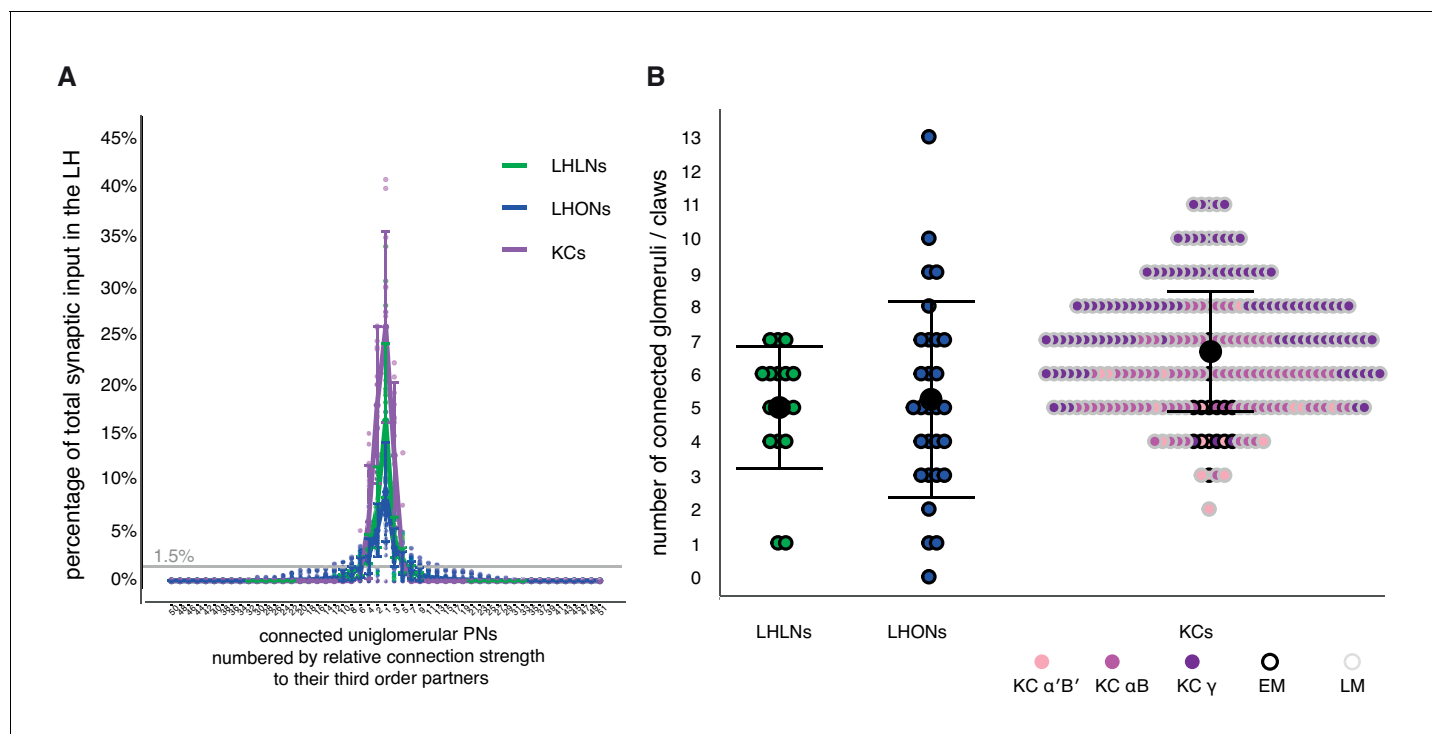 A
percentage of total synaptic input in the LH
45%
40%
35%
30%
25%
20%
15%
10%
5%
0%
1.5%
LHLNs
LHONs
KCs
connected uniglomerular PNs
numbered by relative connection strength
to their third order partners
B
number of connected glomeruli / claws
13
12
11
10
9
8
7
6
5
4
3
2
1
0
LHLNs
LHONs
KCs
KC α′B′
KC αB
KC γ
EM
LM